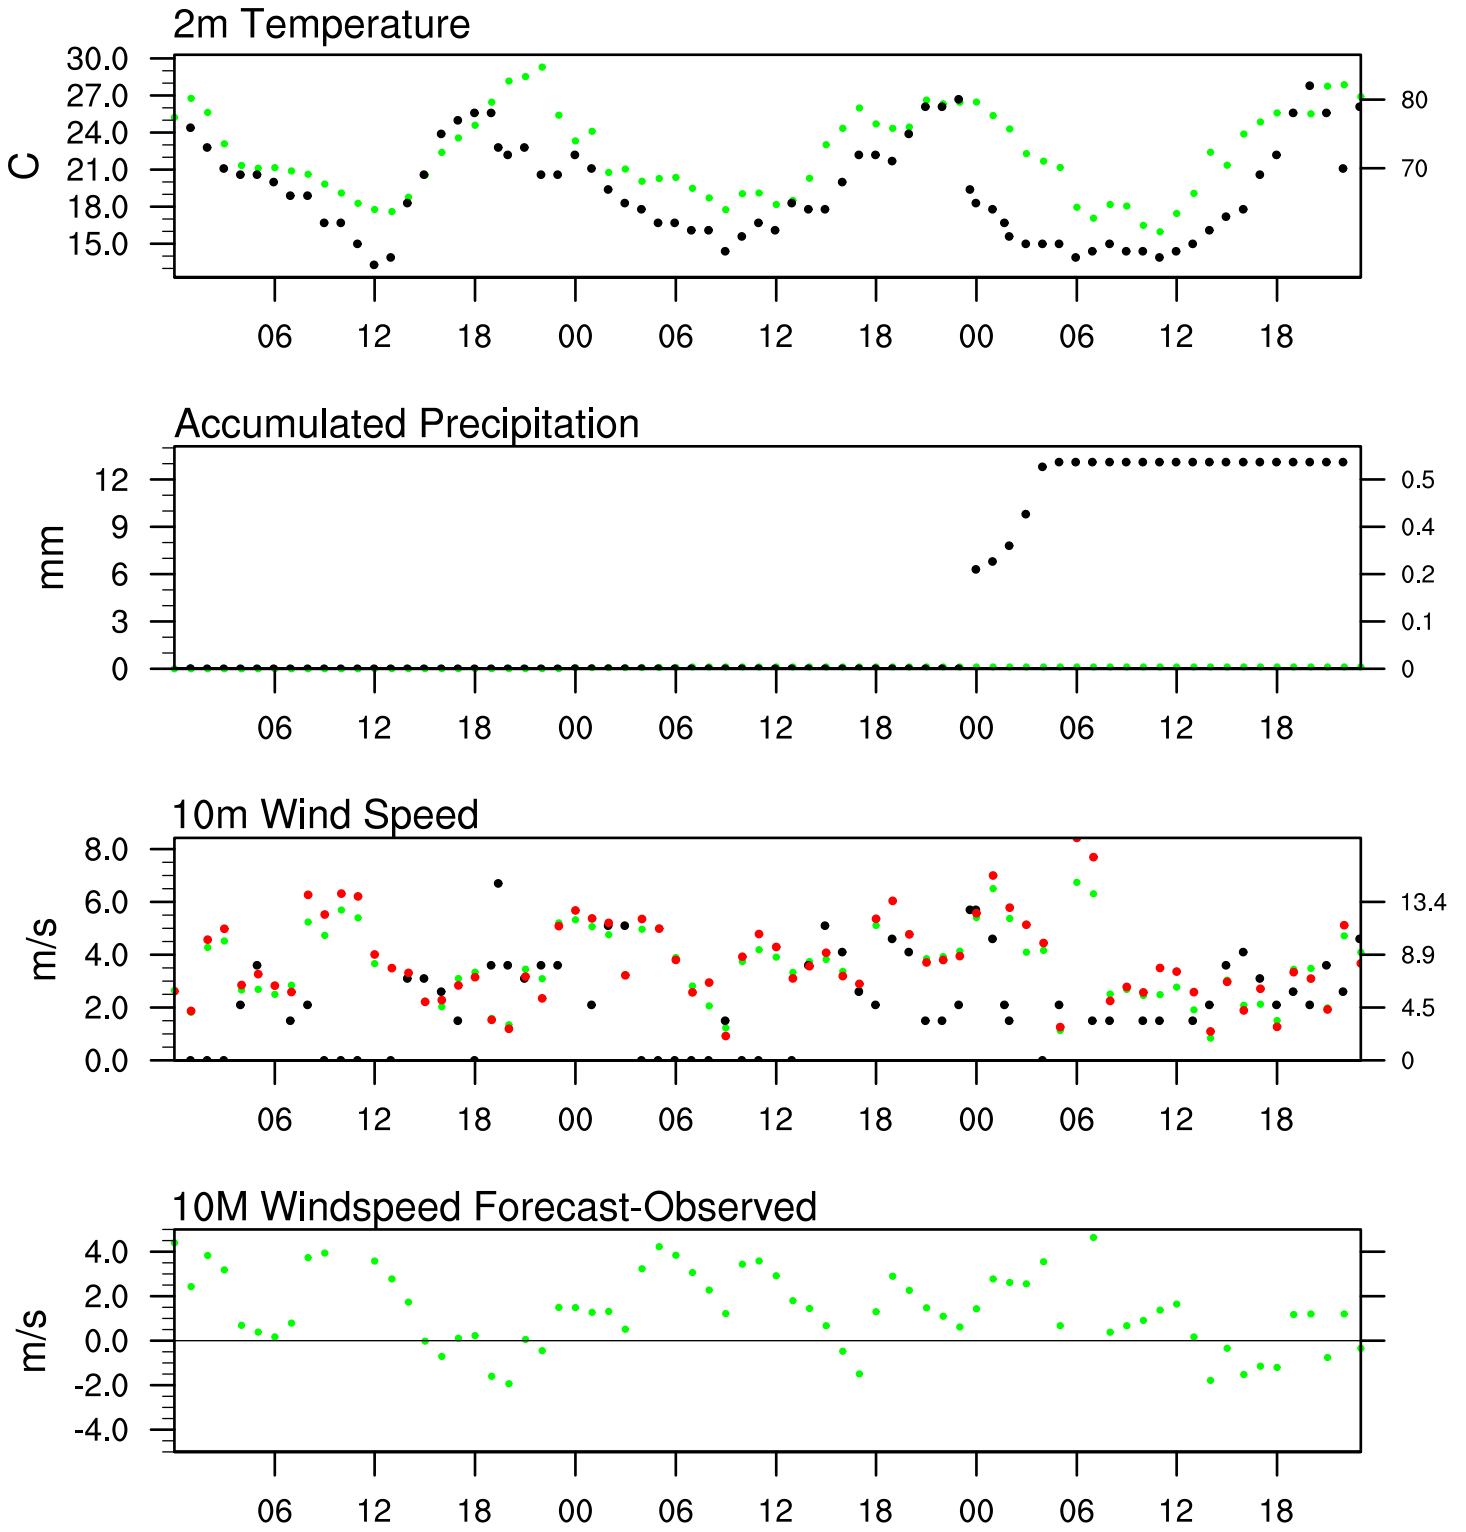 2m Temperature
30.0
27.0
24.0
21.0
18.0
15.0
C
80
70
06 12 18 00 06 12 18 00 06 12 18
Accumulated Precipitation
12
9
6
3
0
mm
0.5
0.4
0.2
0.1
0
06 12 18 00 06 12 18 00 06 12 18
10m Wind Speed
8.0
6.0
4.0
2.0
0.0
m/s
13.4
8.9
4.5
0
06 12 18 00 06 12 18 00 06 12 18
10M Windspeed Forecast-Observed
4.0
2.0
0.0
-2.0
-4.0
m/s
06 12 18 00 06 12 18 00 06 12 18